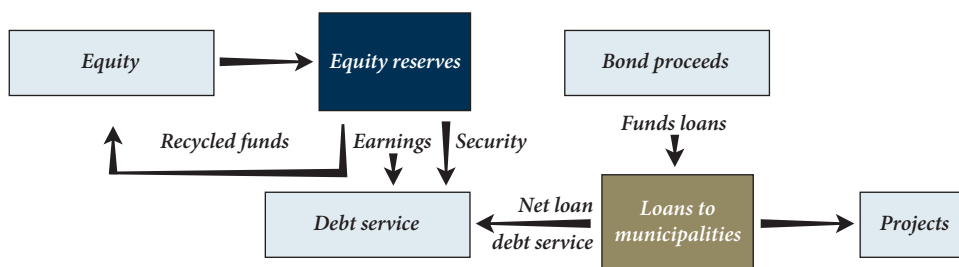 Equity
Equity reserves
Bond proceeds
Recycled funds
Earnings
Security
Funds loans
Debt service
Net loan
debt service
Loans to
municipalities
Projects